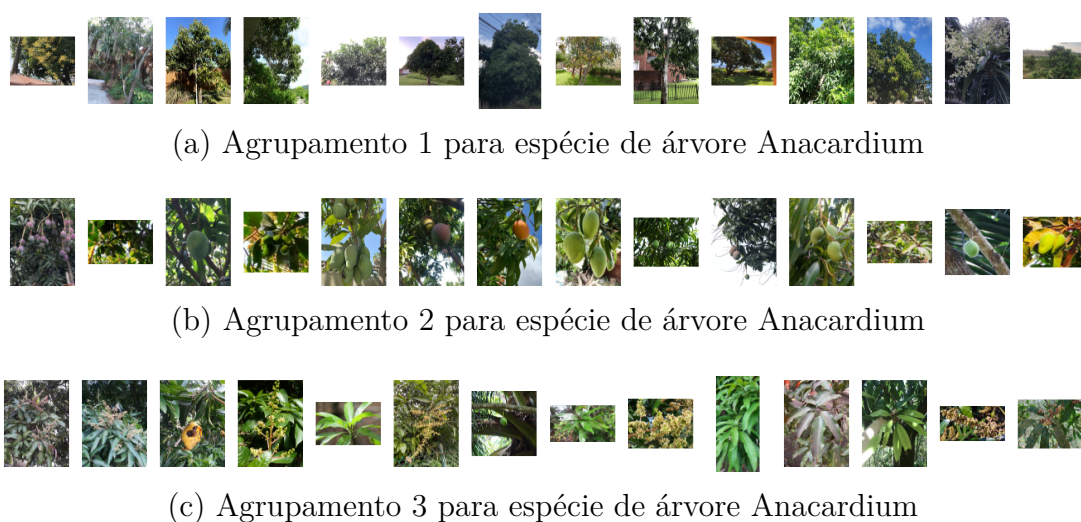 (a) Agrupamento 1 para espécie de árvore Anacardium
(b) Agrupamento 2 para espécie de árvore Anacardium
(c) Agrupamento 3 para espécie de árvore Anacardium